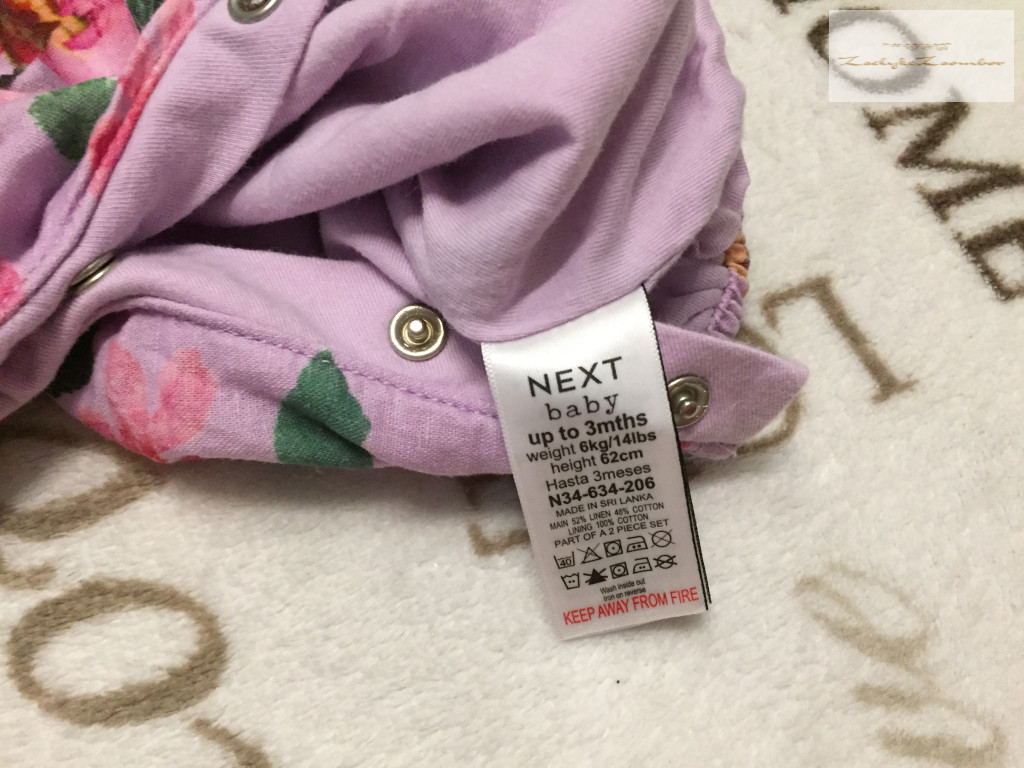 OME
L
NEXT
baby
up to 3mths
weight 6kg/14lbs
height 62cm
Hasta 3meses
N34-634-206
MADE IN SRI LANKA
MAIN 52% LINEN 48% COTTON
LINING 100% COTTON
PART OF A 2 PIECE SET
40
Wash inside out
Iron on reverse
KEEP AWAY FROM FIRE